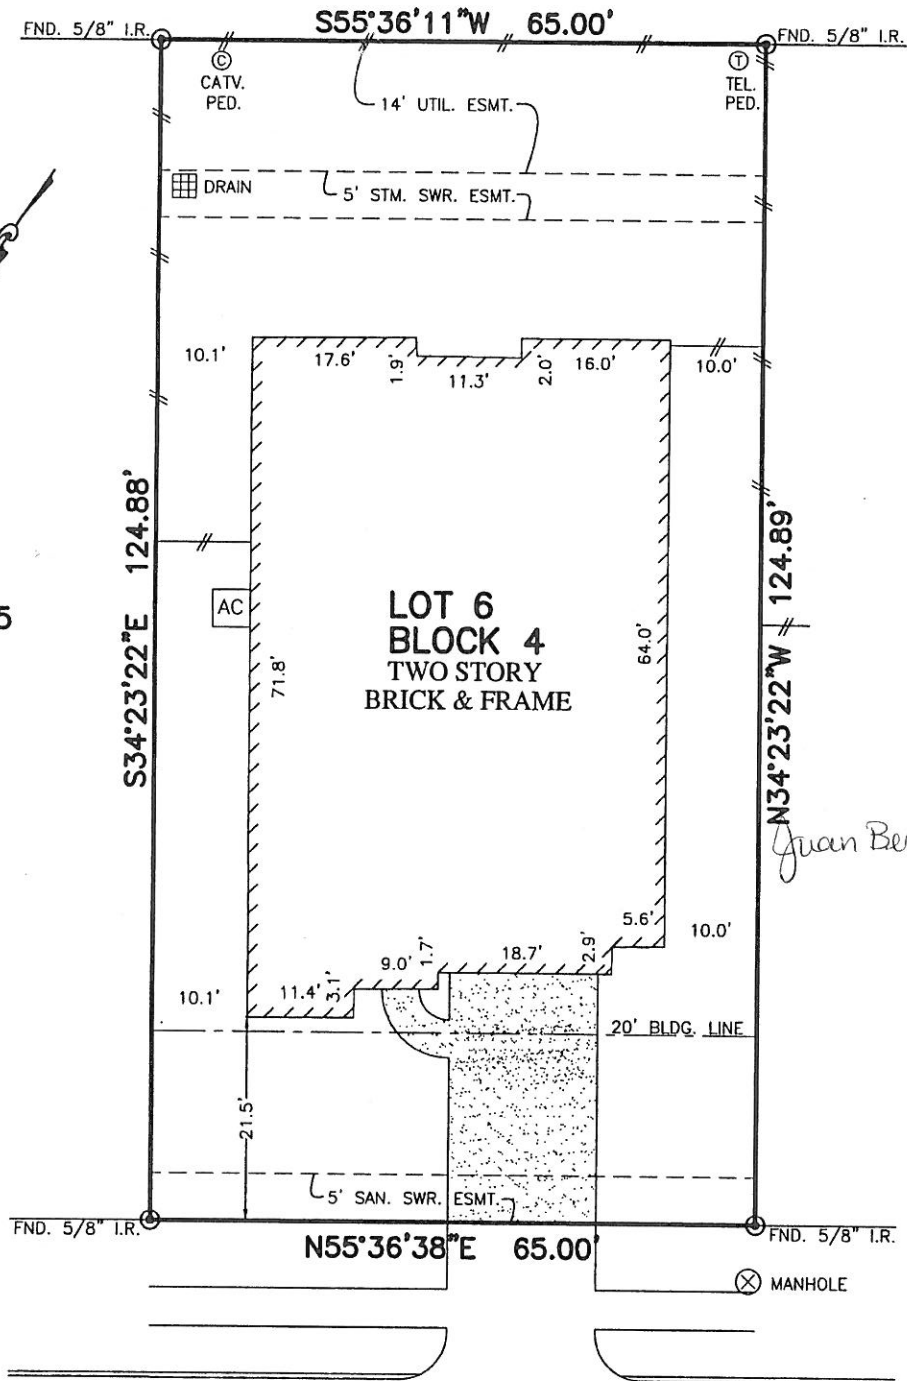 S55°36'11"W 65.00'
FND. 5/8" I.R.
FND. 5/8" I.R.
C
CATV.
PED.
T
TEL.
PED.
14' UTIL. ESMT.
DRAIN
5' STM. SWR. ESMT.
10.1'
17.6'
1.9'
11.3'
2.0'
16.0'
10.0'
S34°23'22"E 124.88'
N34°23'22"W 124.89'
5
AC
71.8'
LOT 6
BLOCK 4
TWO STORY
BRICK & FRAME
64.0'
Juan Be
10.1'
11.4'
3.1'
9.0'
1.7'
18.7'
2.9'
5.6'
10.0'
20' BLDG. LINE
21.5'
5' SAN. SWR. ESMT.
FND. 5/8" I.R.
N55°36'38"E 65.00'
FND. 5/8" I.R.
MANHOLE